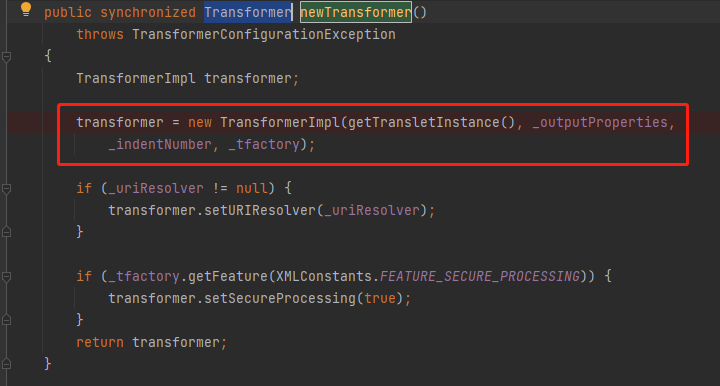 public synchronized Transformer newTransformer()
throws TransformerConfigurationException
{
TransformerImpl transformer;
transformer = new TransformerImpl(getTransletInstance(), _outputProperties,
_indentNumber, _tfactory);
if (_uriResolver != null) {
transformer.setURIResolver(_uriResolver);
}
if (_tfactory.getFeature(XMLConstants.FEATURE_SECURE_PROCESSING)) {
transformer.setSecureProcessing(true);
}
return transformer;
}